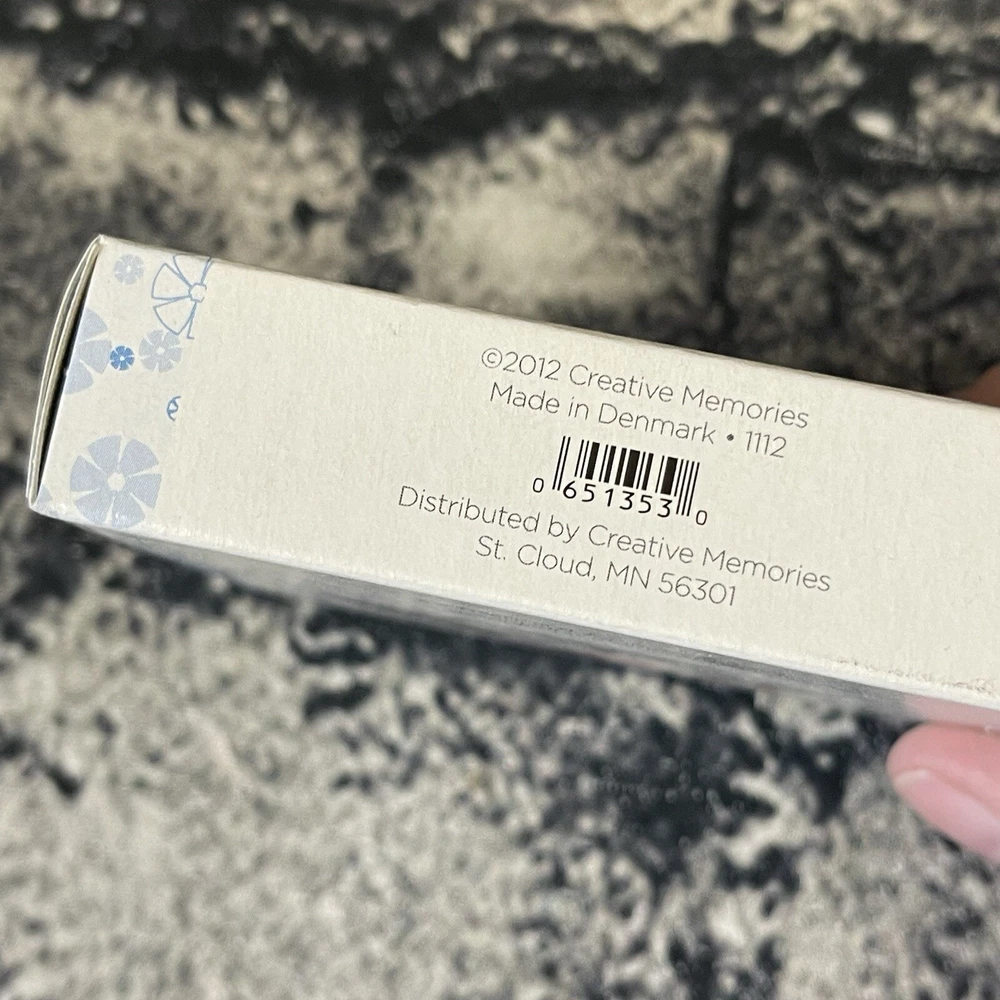 ©2012 Creative Memories
Made in Denmark • 1112
0 651353 0
Distributed by Creative Memories
St. Cloud, MN 56301